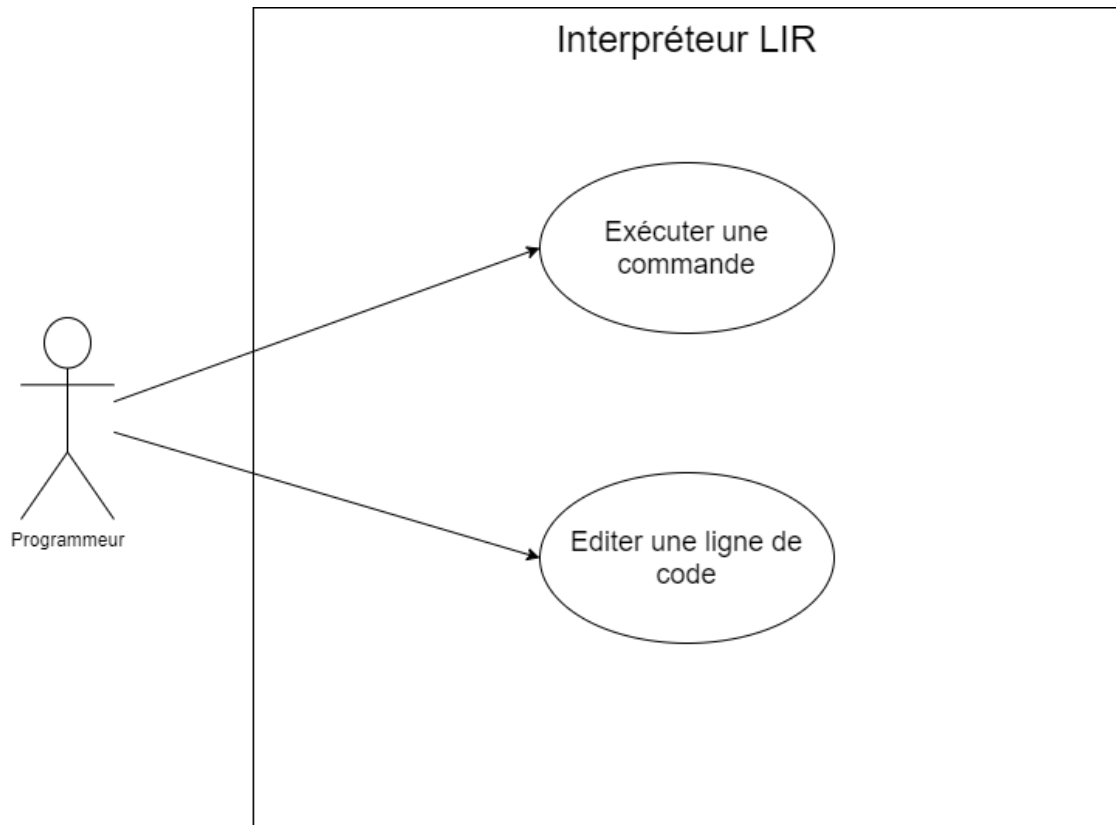 Interpréteur LIR
Exécuter une
commande
Programmeur
Editer une ligne de
code